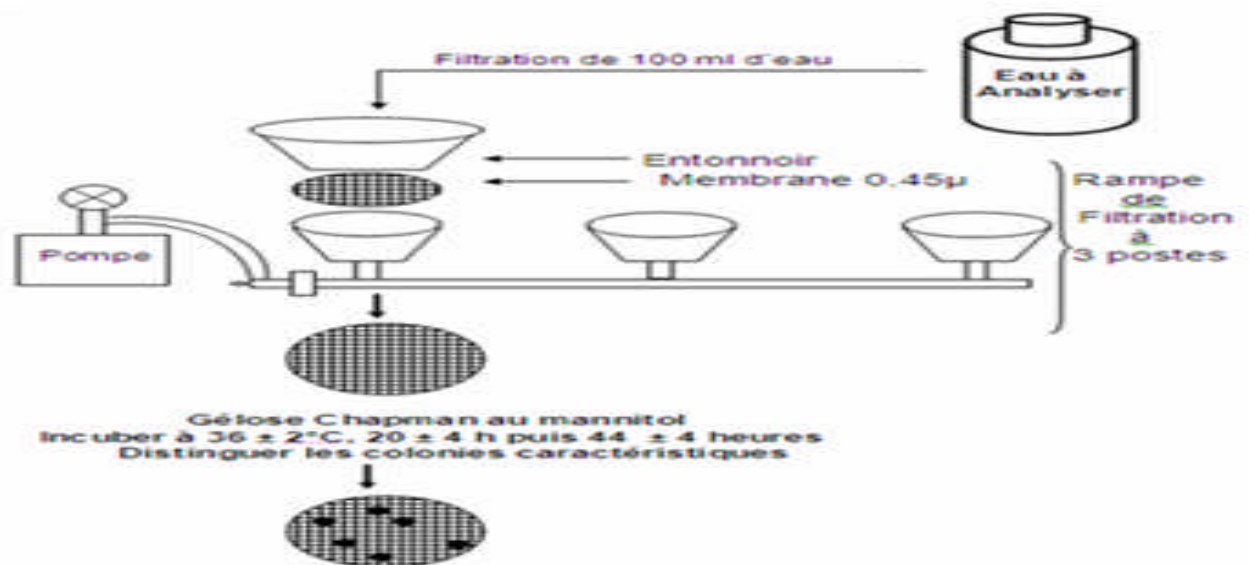 Filtration de 100 ml d'eau
Eau à
Analyser
Entonnoir
Membrane 0.45µ
Rampe
de
Filtration
à
3 postes
Pompe
Gélose Chapman au mannitol
Incuber à 36 ± 2°C, 20 ± 4 h puis 44 ± 4 heures
Distinguer les colonies caractéristiques